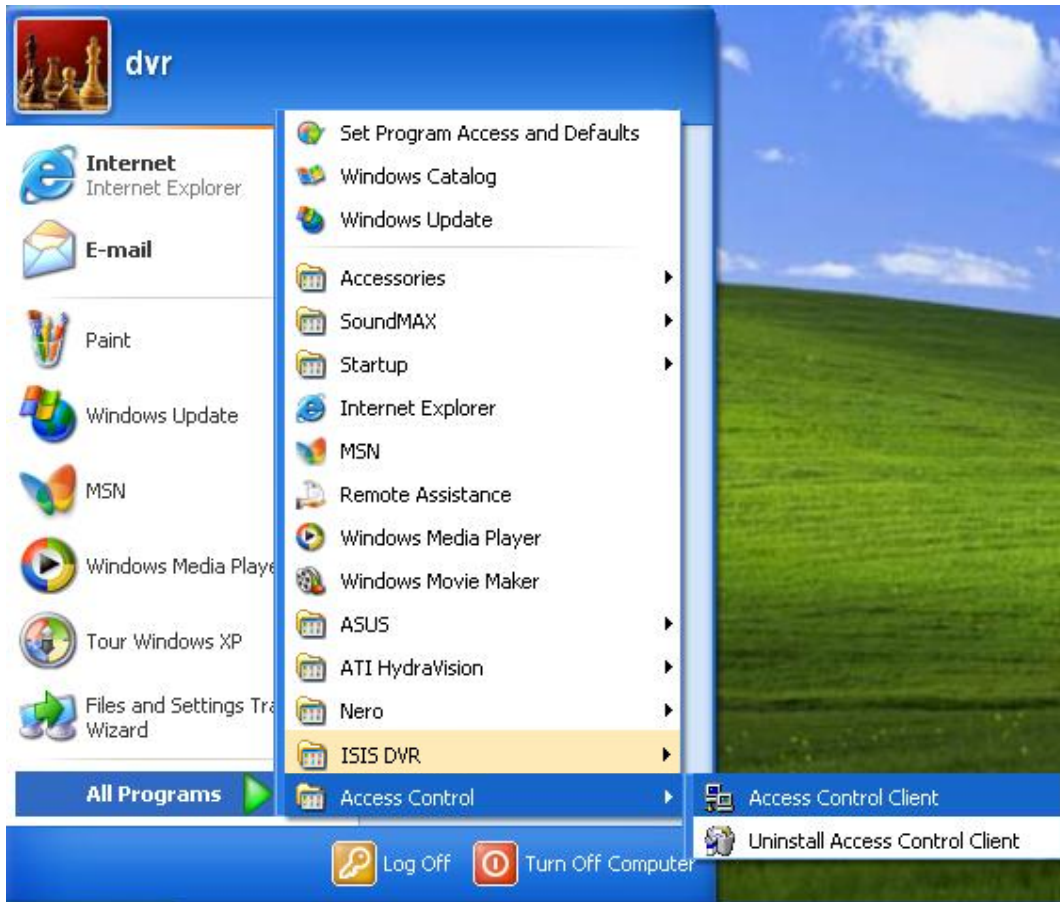 dvr
Internet
Internet Explorer
E-mail
Paint
Windows Update
MSN
Windows Media Playe
Tour Windows XP
Files and Settings Tra
Wizard
All Programs
Set Program Access and Defaults
Windows Catalog
Windows Update
Accessories
SoundMAX
Startup
Internet Explorer
MSN
Remote Assistance
Windows Media Player
Windows Movie Maker
ASUS
ATI HydraVision
Nero
ISIS DVR
Access Control
Access Control Client
Uninstall Access Control Client
Log Off
Turn Off Computer